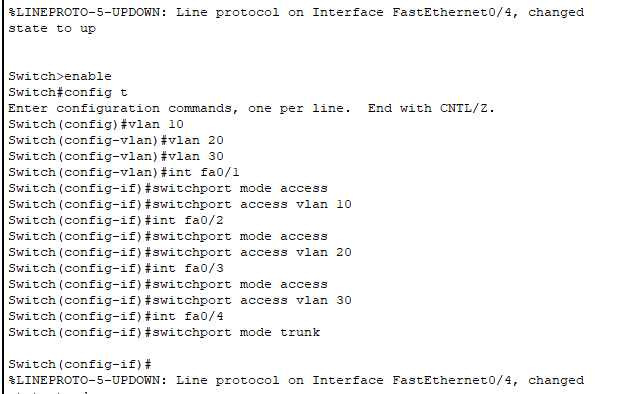 %LINEPROTO-5-UPDOWN: Line protocol on Interface FastEthernet0/4, changed
state to up
Switch>enable
Switch#config t
Enter configuration commands, one per line.  End with CNTL/Z.
Switch(config)#vlan 10
Switch(config-vlan)#vlan 20
Switch(config-vlan)#vlan 30
Switch(config-vlan)#int fa0/1
Switch(config-if)#switchport mode access
Switch(config-if)#switchport access vlan 10
Switch(config-if)#int fa0/2
Switch(config-if)#switchport mode access
Switch(config-if)#switchport access vlan 20
Switch(config-if)#int fa0/3
Switch(config-if)#switchport mode access
Switch(config-if)#switchport access vlan 30
Switch(config-if)#int fa0/4
Switch(config-if)#switchport mode trunk
Switch(config-if)#
%LINEPROTO-5-UPDOWN: Line protocol on Interface FastEthernet0/4, changed